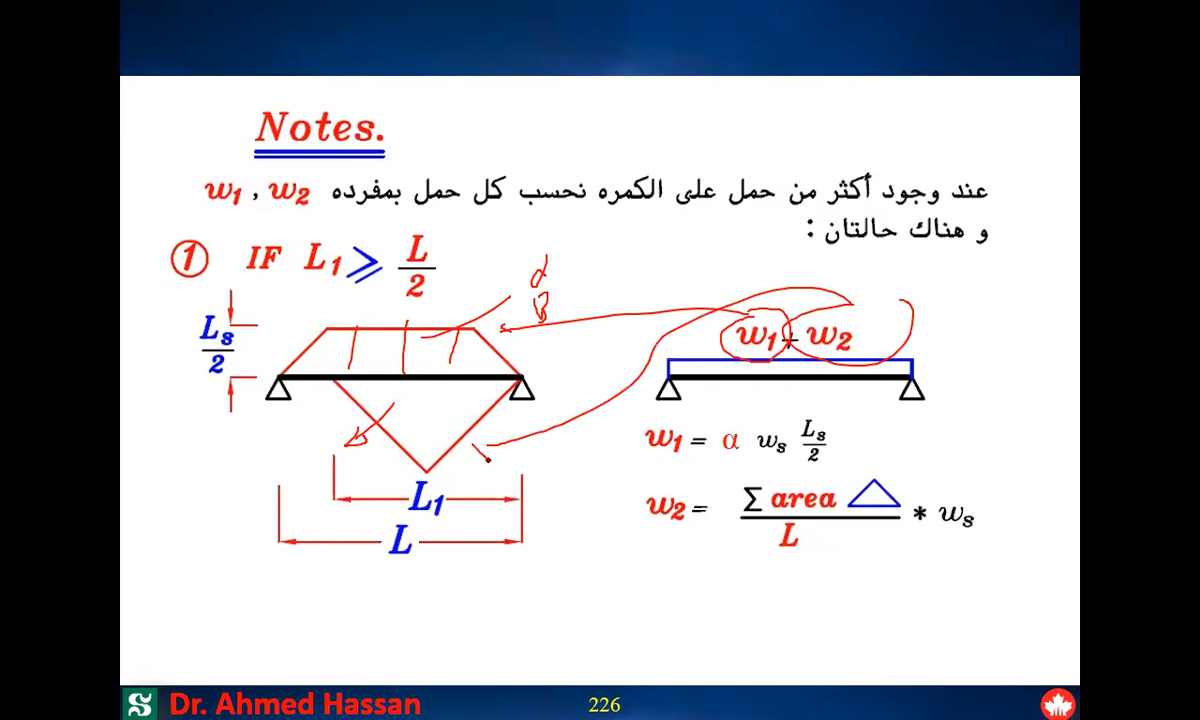 Notes.
عند وجود أكثر من حمل على الكمره نحسب كل حمل بمفرده w1 , w2
و هناك حالتان :
① IF L1 ⩾ L/2
α
B
Ls/2
w1 + w2
L1
L
w1 = α ws Ls/2
w2 = ∑ area △ / L * ws
Dr. Ahmed Hassan
226